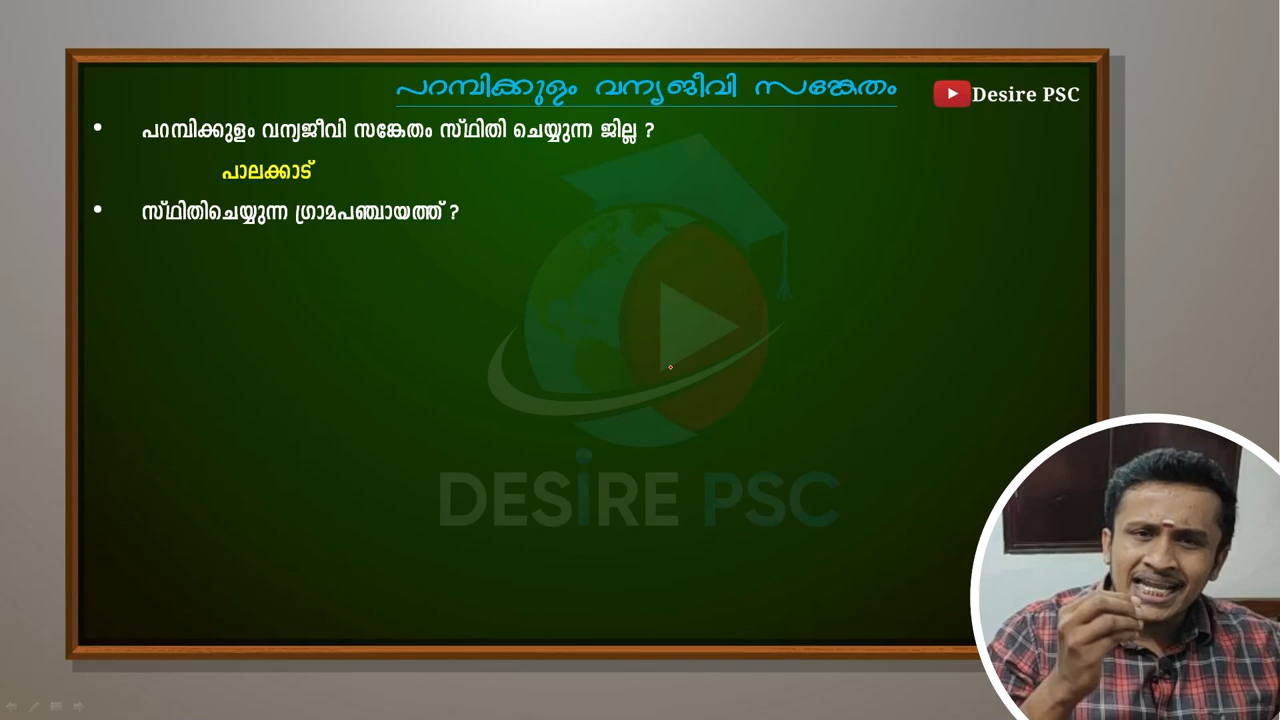 പറമ്പിക്കുളം വന്യജീവി സങ്കേതം
Desire PSC
പറമ്പിക്കുളം വന്യജീവി സങ്കേതം സ്ഥിതി ചെയ്യുന്ന ജില്ല ?
പാലക്കാട്
സ്ഥിതിചെയ്യുന്ന ഗ്രാമപഞ്ചായത്ത് ?
DESiRE PSC